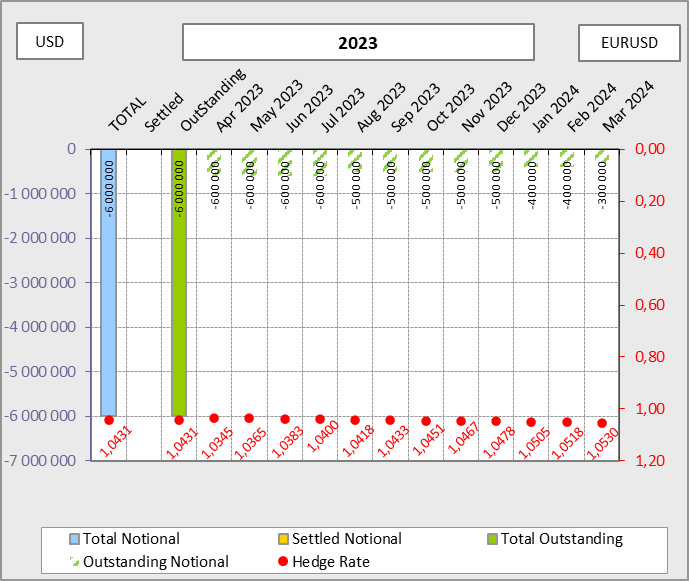 USD
2023
EURUSD
TOTAL
Settled
OutStanding
Apr 2023
May 2023
Jun 2023
Jul 2023
Aug 2023
Sep 2023
Oct 2023
Nov 2023
Dec 2023
Jan 2024
Feb 2024
Mar 2024
0
-1 000 000
-2 000 000
-3 000 000
-4 000 000
-5 000 000
-6 000 000
-7 000 000
-6 000 000
-6 000 000
-600 000
-600 000
-600 000
-600 000
-500 000
-500 000
-500 000
-500 000
-500 000
-400 000
-400 000
-300 000
0,00
0,20
0,40
0,60
0,80
1,00
1,20
1,0431
1,0431
1,0345
1,0365
1,0383
1,0400
1,0418
1,0433
1,0451
1,0467
1,0478
1,0505
1,0518
1,0530
Total Notional
Settled Notional
Total Outstanding
Outstanding Notional
Hedge Rate